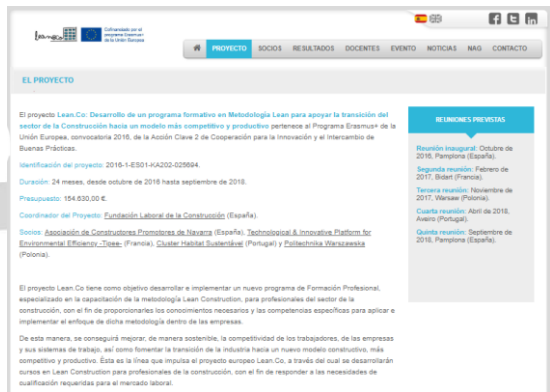 Lean.co
Cofinanciado por el
programa Erasmus+
de la Unión Europea
PROYECTO SOCIOS RESULTADOS DOCENTES EVENTO NOTICIAS NAG CONTACTO
EL PROYECTO
El proyecto Lean.Co: Desarrollo de un programa formativo en Metodología Lean para apoyar la transición del
sector de la Construcción hacia un modelo más competitivo y productivo pertenece al Programa Erasmus+ de la
Unión Europea, convocatoria 2016, de la Acción Clave 2 de Cooperación para la Innovación y el Intercambio de
Buenas Prácticas.
Identificación del proyecto: 2016-1-ES01-KA202-025694.
Duración: 24 meses, desde octubre de 2016 hasta septiembre de 2018.
Presupuesto: 154.630,00 €.
Coordinador del Proyecto: Fundación Laboral de la Construcción (España).
Socios: Asociación de Constructores Promotores de Navarra (España), Technological & Innovative Platform for
Environmental Efficiency -Tipee- (Francia), Cluster Habitat Sustentável (Portugal) y Politechnika Warszawska
(Polonia).
El proyecto Lean.Co tiene como objetivo desarrollar e implementar un nuevo programa de Formación Profesional,
especializado en la capacitación de la metodología Lean Construction, para profesionales del sector de la
construcción, con el fin de proporcionarles los conocimientos necesarios y las competencias específicas para aplicar e
implementar el enfoque de dicha metodología dentro de las empresas.
De esta manera, se conseguirá mejorar, de manera sostenible, la competitividad de los trabajadores, de las empresas
y sus sistemas de trabajo, así como fomentar la transición de la industria hacia un nuevo modelo constructivo, más
competitivo y productivo. Ésta es la línea que impulsa el proyecto europeo Lean.Co, a través del cual se desarrollarán
cursos en Lean Construction para profesionales de la construcción, con el fin de responder a las necesidades de
cualificación requeridas para el mercado laboral.
REUNIONES PREVISTAS
Reunión inaugural: Octubre de
2016, Pamplona (España).
Segunda reunión: Febrero de
2017, Bidart (Francia).
Tercera reunión: Noviembre de
2017, Warsaw (Polonia).
Cuarta reunión: Abril de 2018,
Aveiro (Portugal).
Quinta reunión: Septiembre de
2018, Pamplona (España).